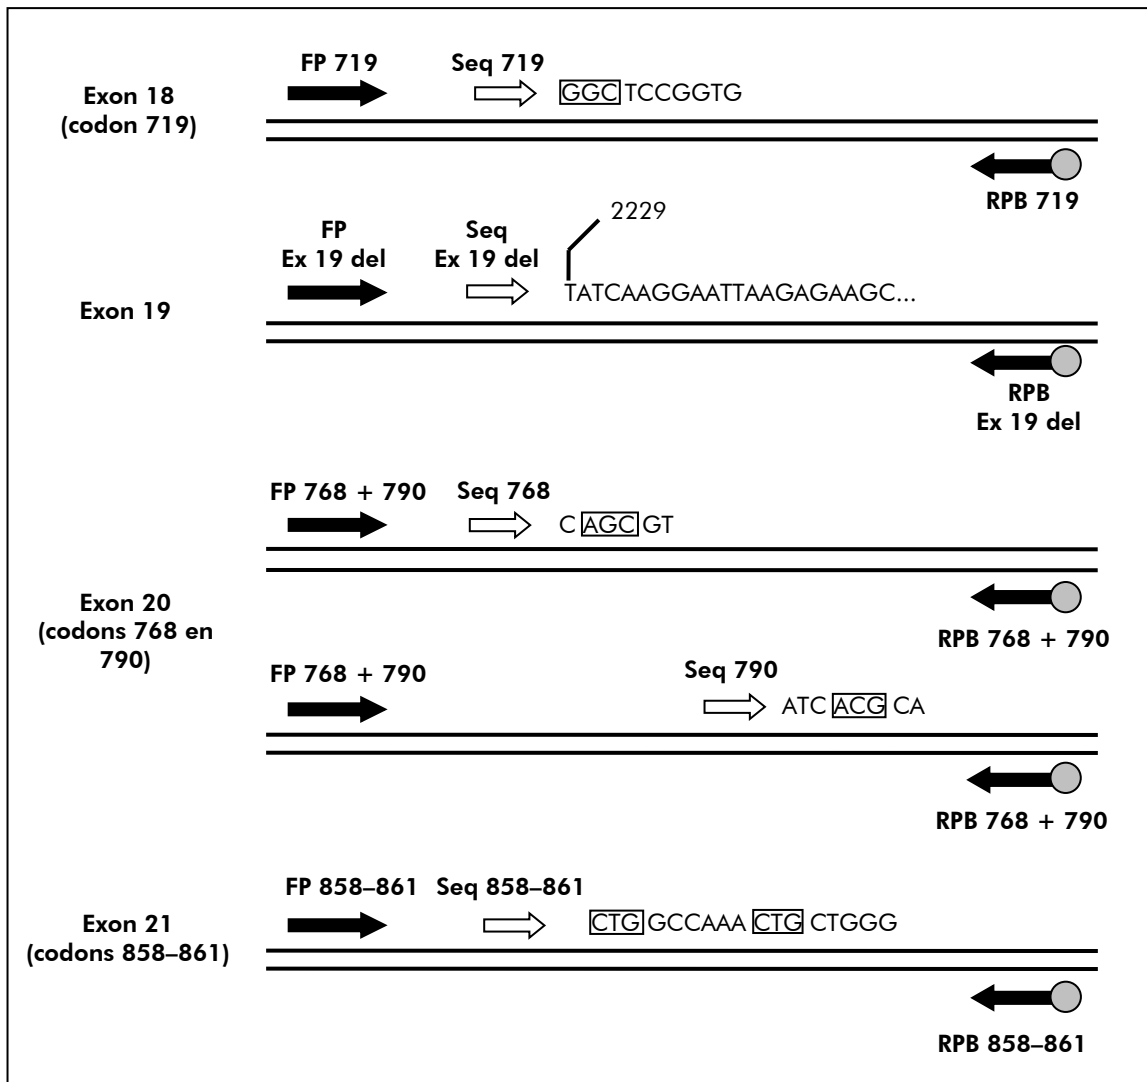 FP 719
Seq 719
Exon 18
(codon 719)
GGC TCCGGTG
RPB 719
2229
FP
Ex 19 del
Seq
Ex 19 del
Exon 19
TATCAAGGAATTAAGAGAAGC...
RPB
Ex 19 del
FP 768 + 790
Seq 768
C AGC GT
Exon 20
(codons 768 en
790)
RPB 768 + 790
FP 768 + 790
Seq 790
ATC ACG CA
RPB 768 + 790
FP 858–861
Seq 858–861
Exon 21
(codons 858–861)
CTG GCCAAA CTG CTGGG
RPB 858–861